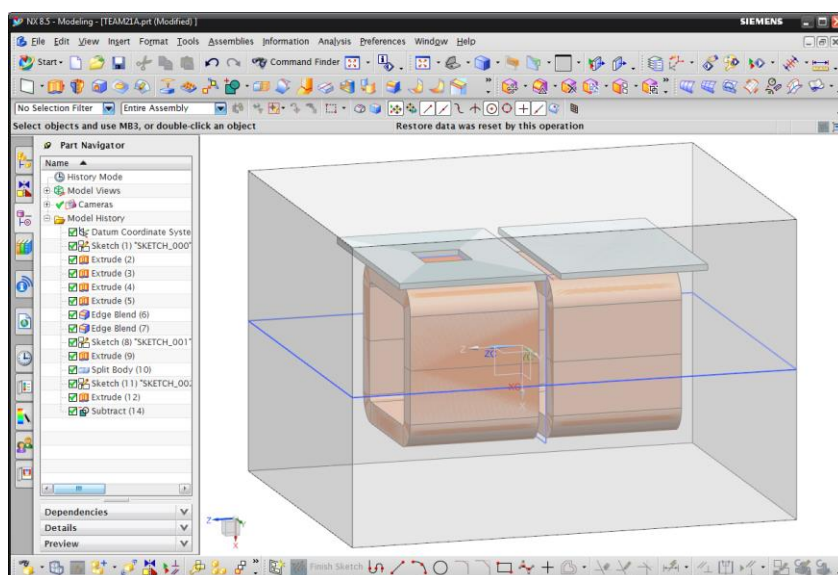 NX 8.5 - Modeling - [TEAM21A.prt (Modified) ]
SIEMENS
File Edit View Insert Format Tools Assemblies Information Analysis Preferences Window Help
Start Command Finder
No Selection Filter Entire Assembly
Select objects and use MB3, or double-click an object
Restore data was reset by this operation
Part Navigator
Name
History Mode
Model Views
Cameras
Model History
Datum Coordinate Syste
Sketch (1) "SKETCH_000"
Extrude (2)
Extrude (3)
Extrude (4)
Extrude (5)
Edge Blend (6)
Edge Blend (7)
Sketch (8) "SKETCH_001"
Extrude (9)
Split Body (10)
Sketch (11) "SKETCH_002
Extrude (12)
Subtract (14)
Dependencies
Details
Preview
Z
ZC
XC
X
Z
Y
X
Finish Sketch